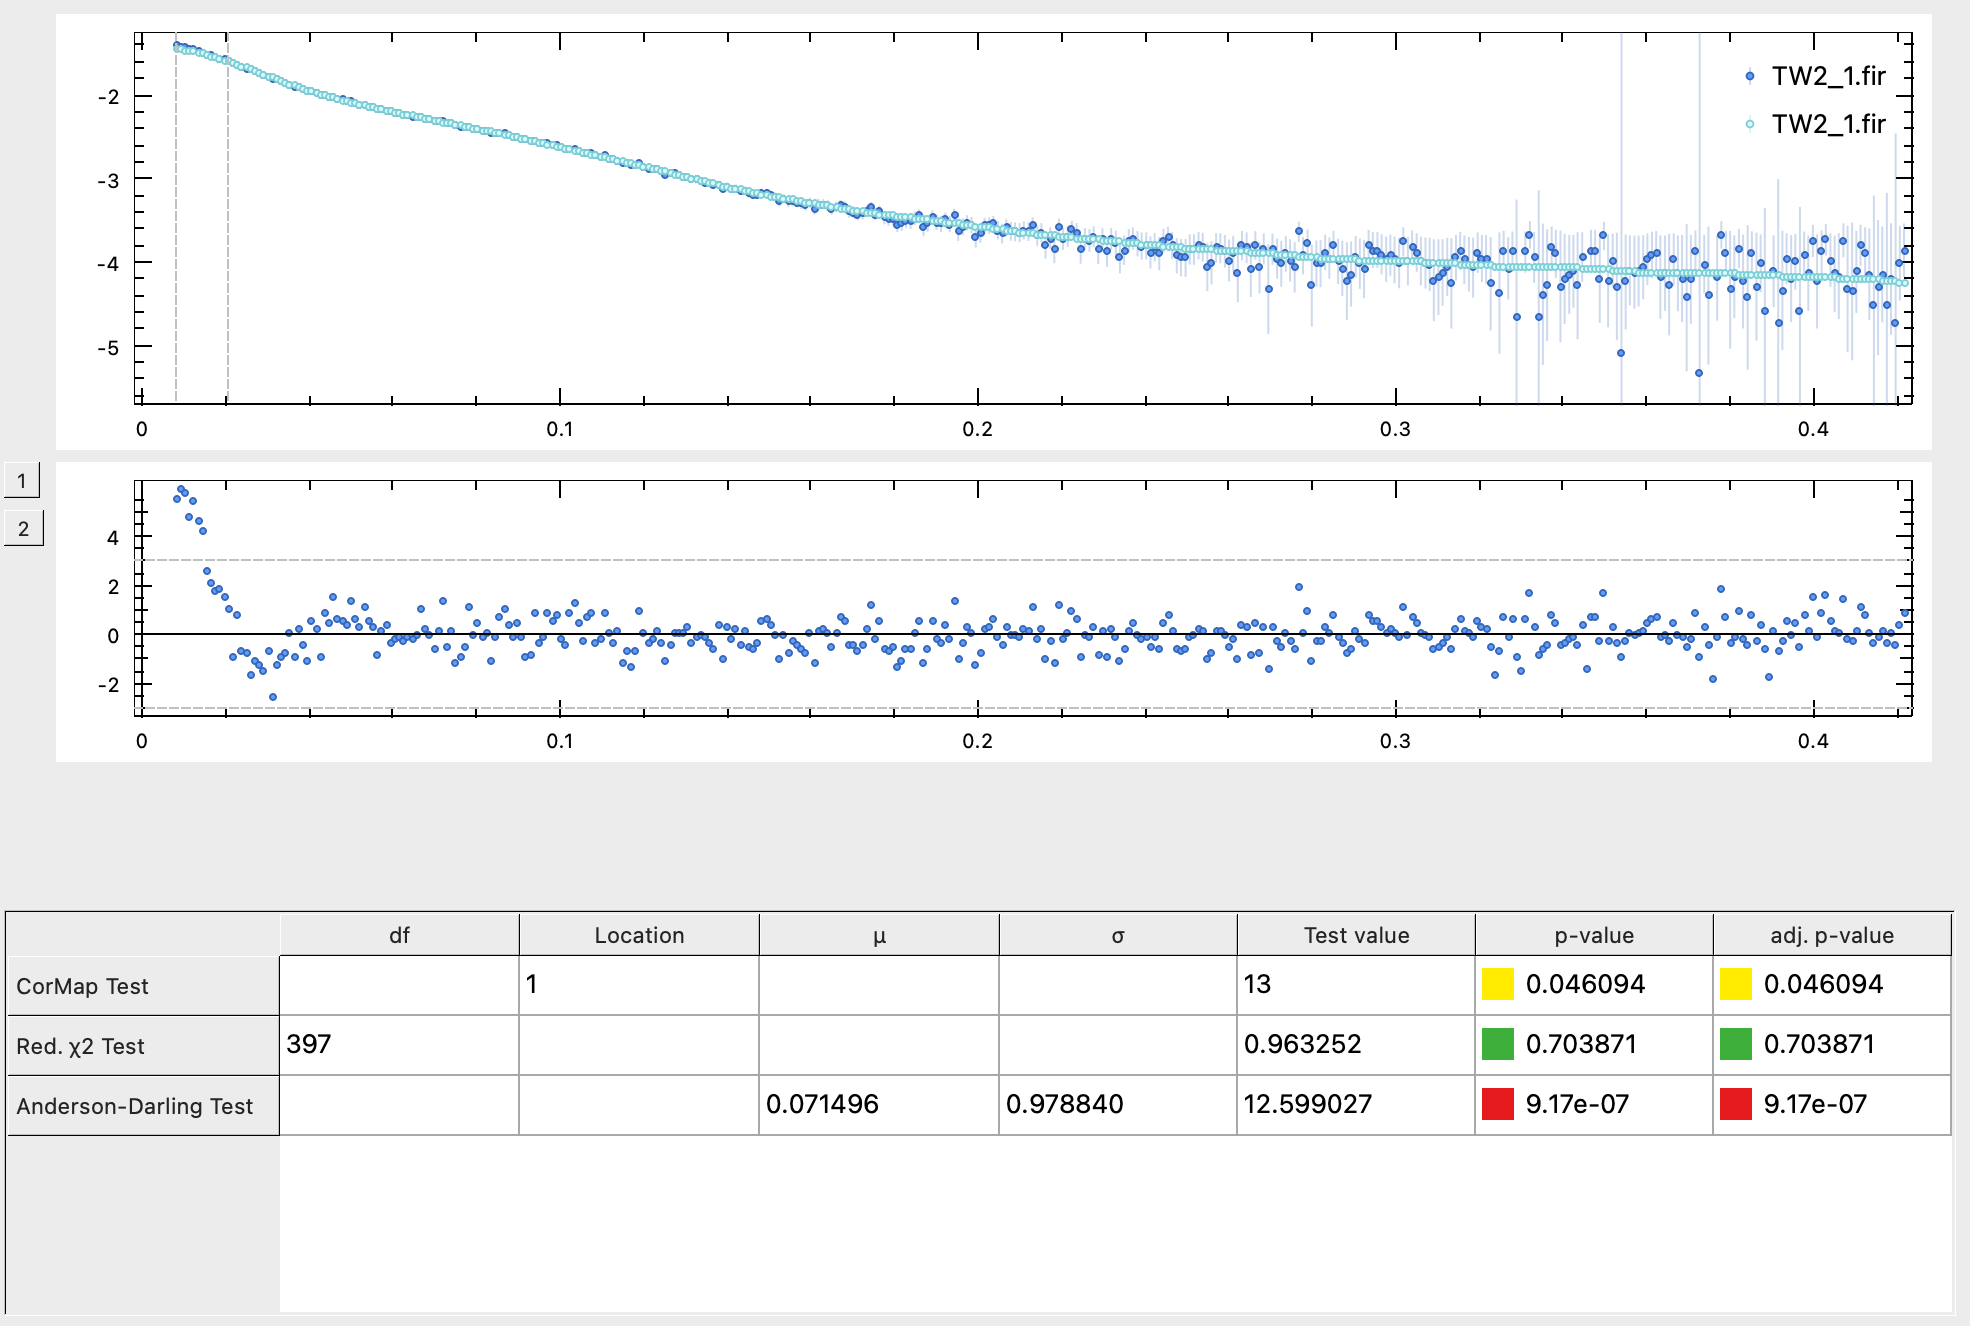 TW2_1.fir
TW2_1.fir
-2
-3
-4
-5
0 0.1 0.2 0.3 0.4
1
2
4
2
0
-2
0 0.1 0.2 0.3 0.4
df Location μ σ Test value p-value adj. p-value
CorMap Test 1 13 0.046094 0.046094
Red. χ2 Test 397 0.963252 0.703871 0.703871
Anderson-Darling Test 0.071496 0.978840 12.599027 9.17e-07 9.17e-07